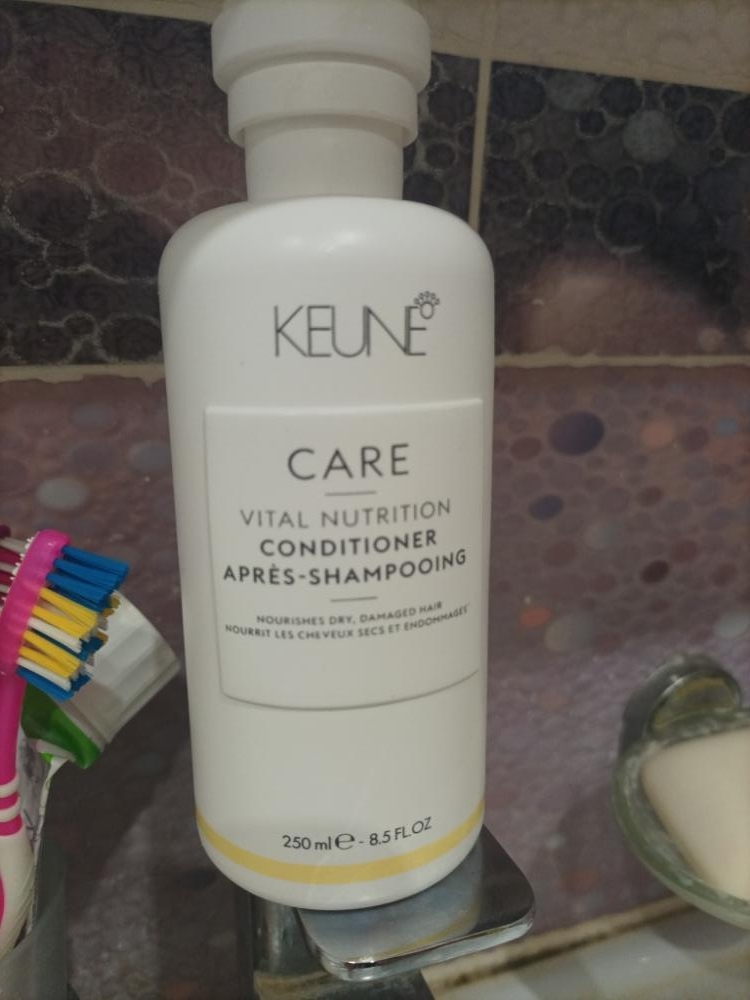 KEUNE
CARE
VITAL NUTRITION
CONDITIONER
APRÈS-SHAMPOOING
NOURISHES DRY, DAMAGED HAIR
NOURRIT LES CHEVEUX SECS ET ENDOMMAGÉS
250 ml ℮ - 8.5 FL.OZ